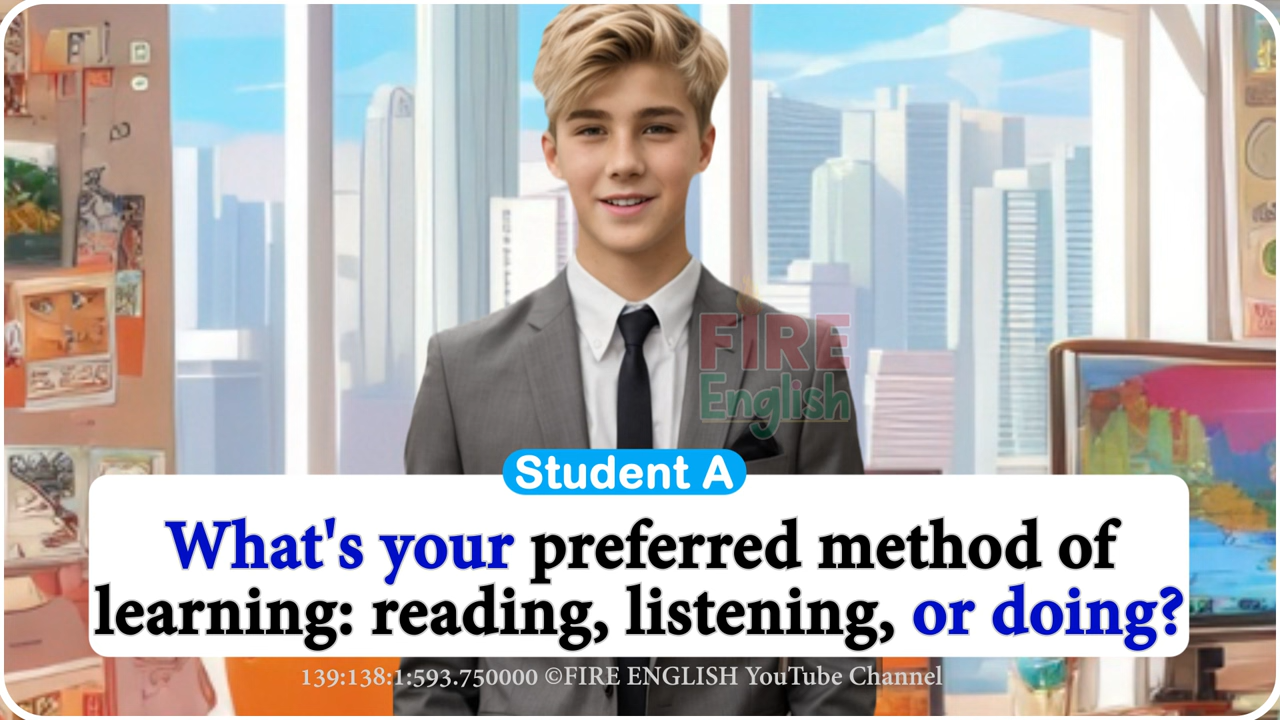 FIRE
English
Student A
What's your preferred method of
learning: reading, listening, or doing?
139:138:1:593.750000 ©FIRE ENGLISH YouTube Channel